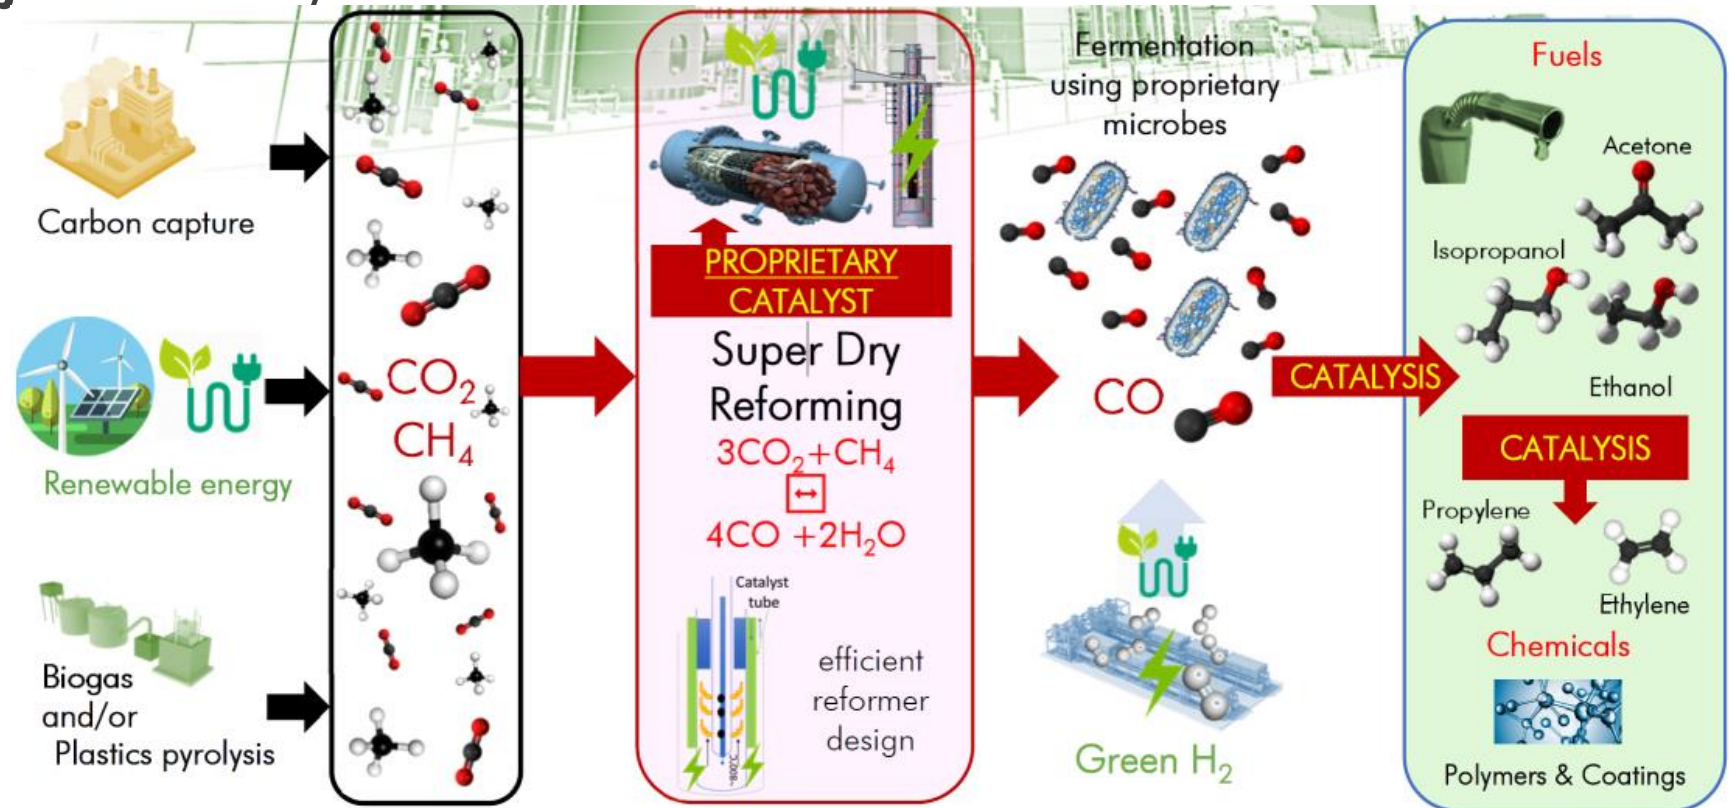 Carbon capture
Renewable energy
Biogas
and/or
Plastics pyrolysis
CO₂
CH₄
PROPRIETARY
CATALYST
Super Dry
Reforming
3CO₂+CH₄
↔
4CO +2H₂O
Catalyst
tube
~800°C
efficient
reformer
design
Fermentation
using proprietary
microbes
CO
Green H₂
CATALYSIS
Fuels
Acetone
Isopropanol
Ethanol
CATALYSIS
Propylene
Ethylene
Chemicals
Polymers & Coatings